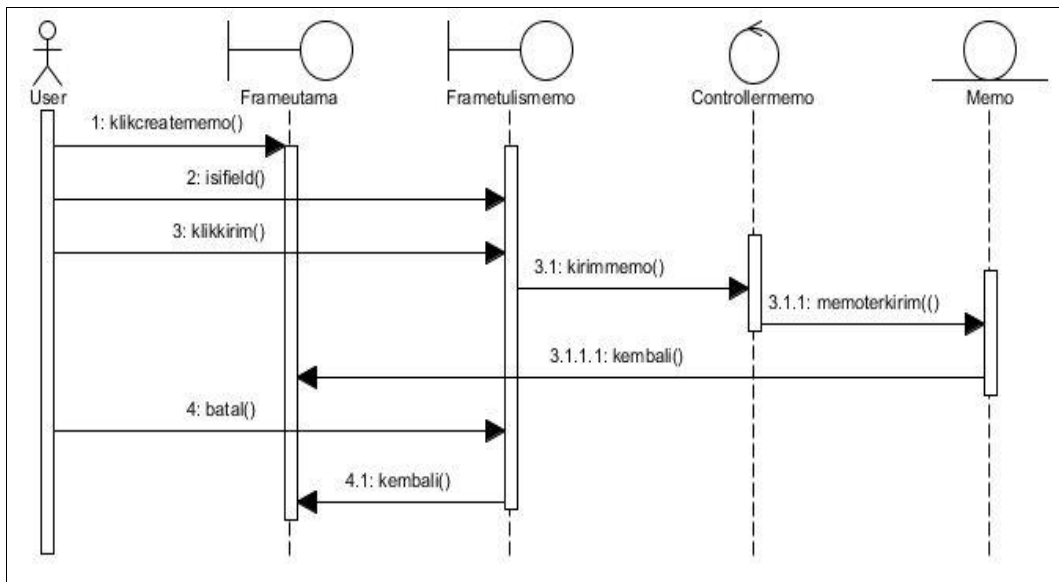 User
Frameutama
Frametulismemo
Controllermemo
Memo
1: klikcreatememo()
2: isifield()
3: klikkirim()
3.1: kirimmemo()
3.1.1: memoterkirim(()
3.1.1.1: kembali()
4: batal()
4.1: kembali()